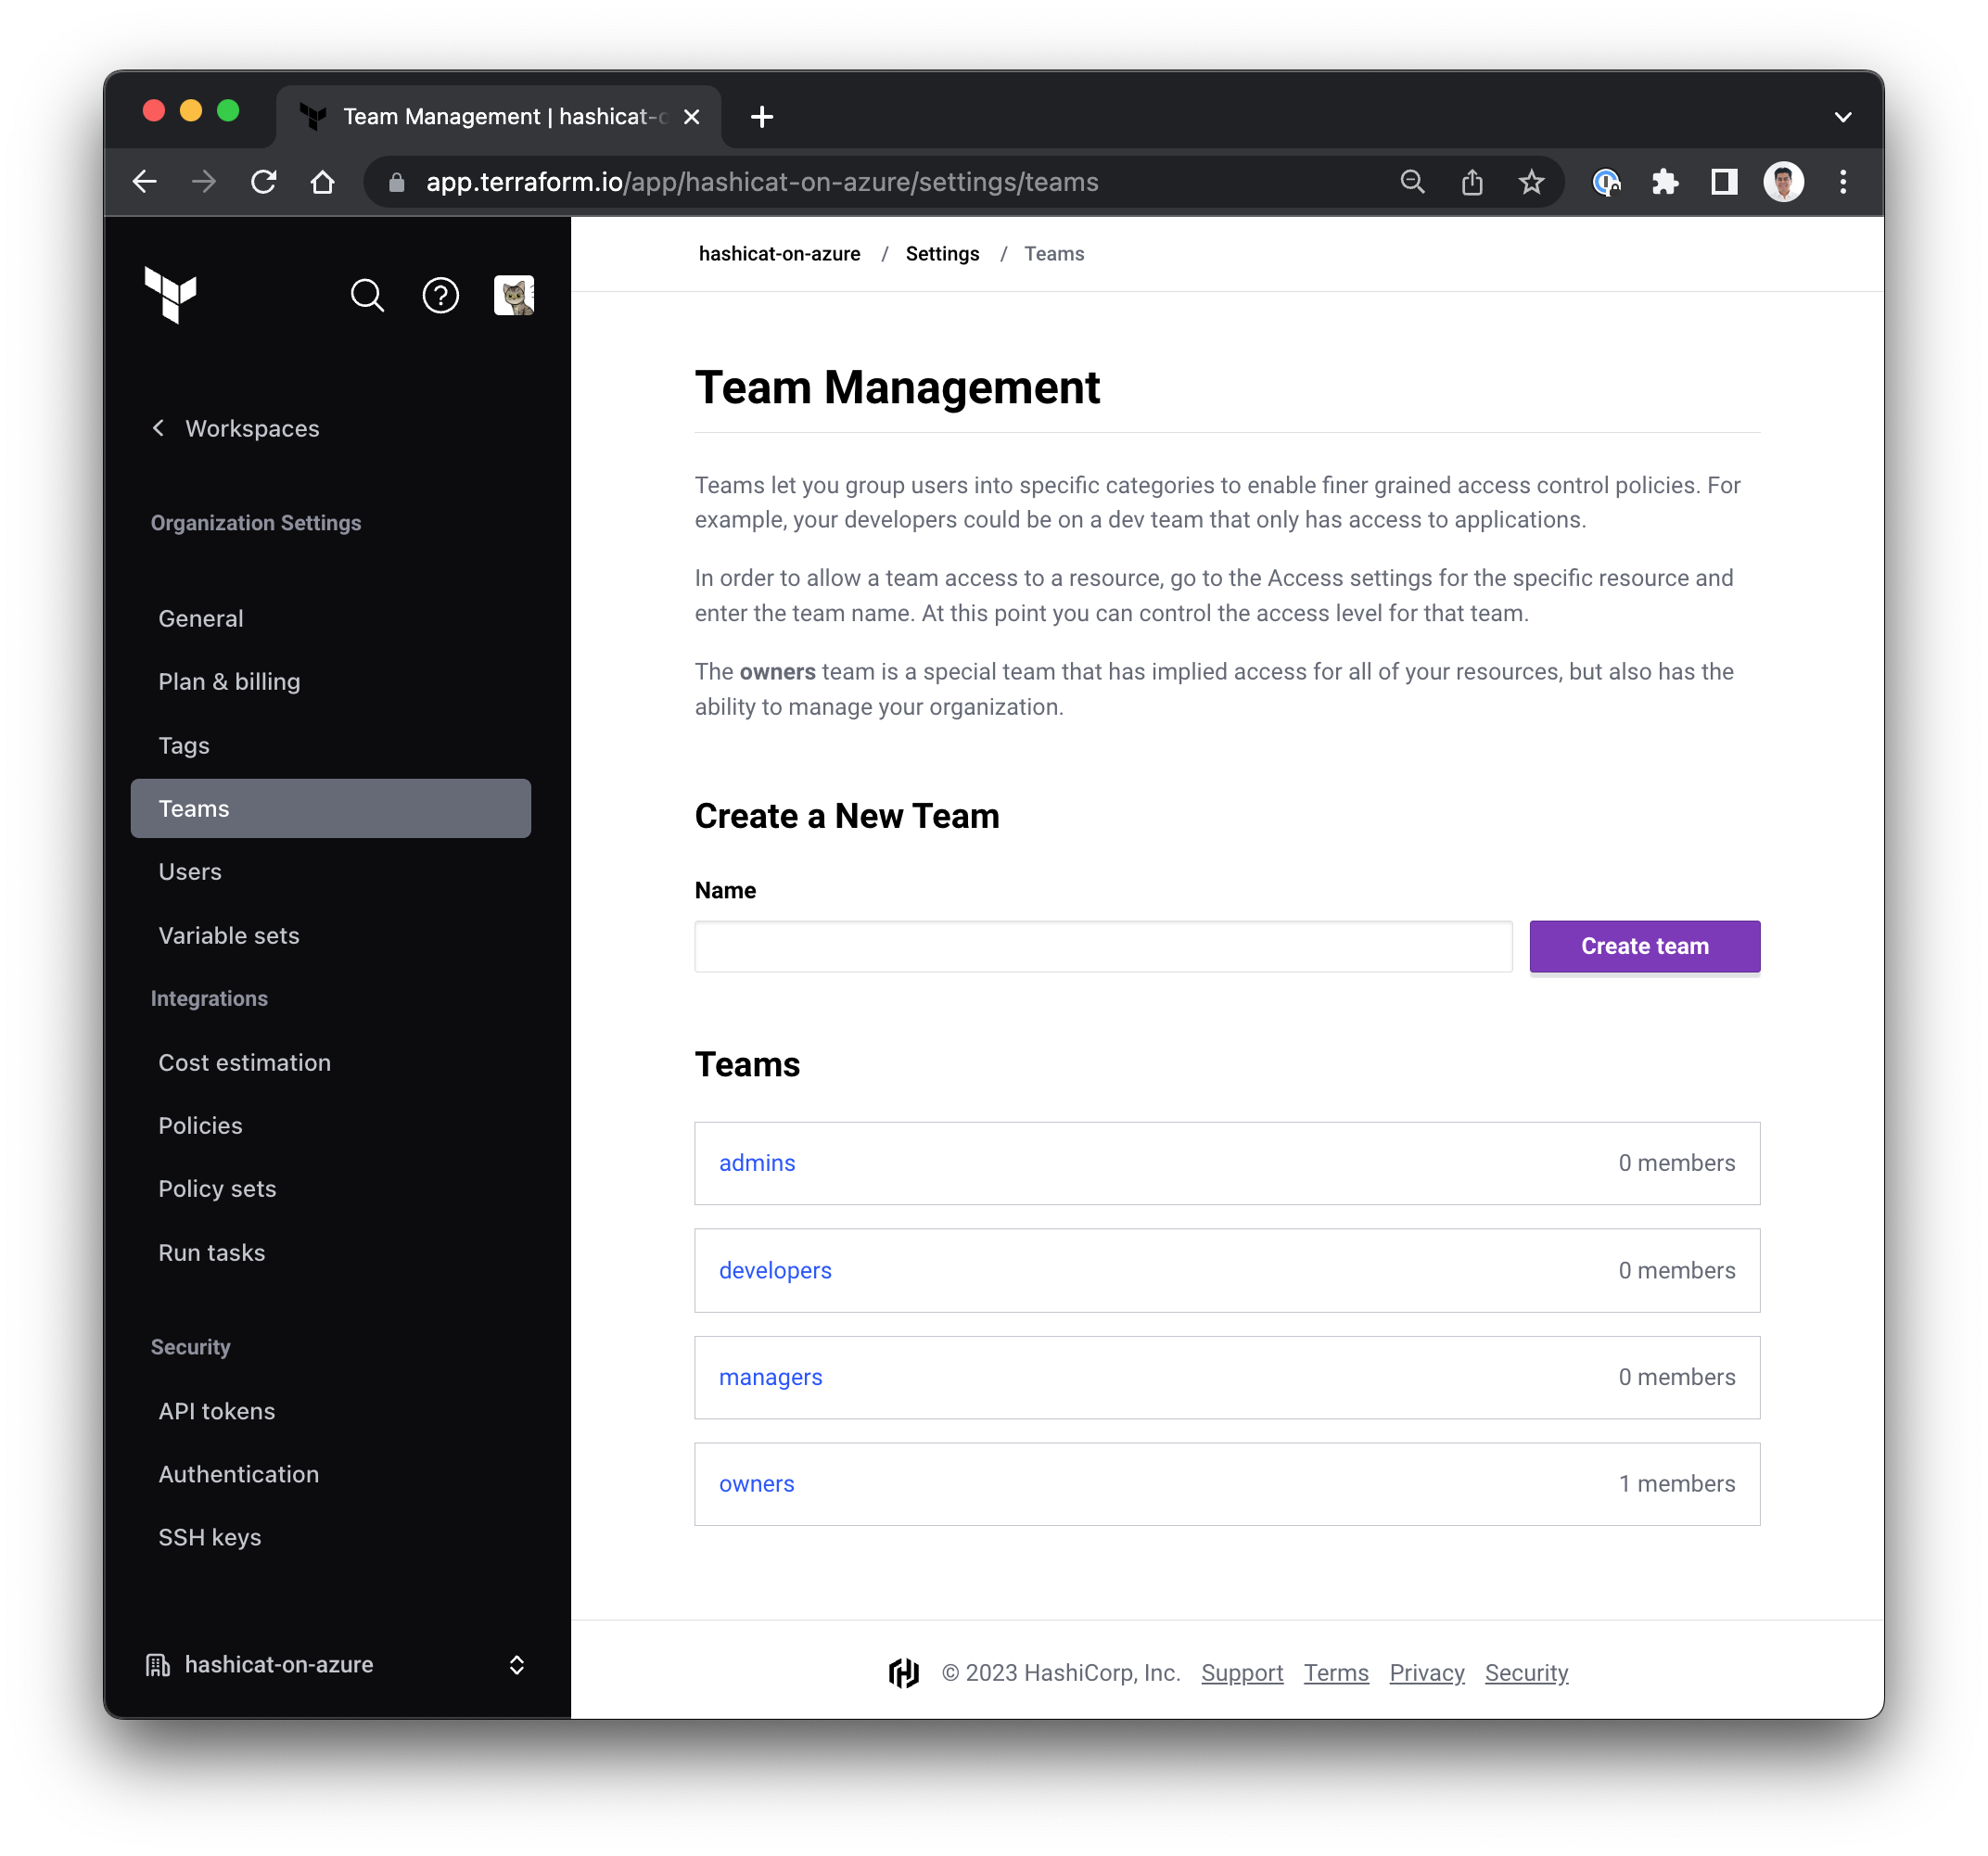 Team Management | hashicat-o
app.terraform.io/app/hashicat-on-azure/settings/teams
hashicat-on-azure / Settings / Teams
Workspaces
Organization Settings
General
Plan & billing
Tags
Teams
Users
Variable sets
Integrations
Cost estimation
Policies
Policy sets
Run tasks
Security
API tokens
Authentication
SSH keys
hashicat-on-azure
Team Management
Teams let you group users into specific categories to enable finer grained access control policies. For
example, your developers could be on a dev team that only has access to applications.
In order to allow a team access to a resource, go to the Access settings for the specific resource and
enter the team name. At this point you can control the access level for that team.
The owners team is a special team that has implied access for all of your resources, but also has the
ability to manage your organization.
Create a New Team
Name
Create team
Teams
admins 0 members
developers 0 members
managers 0 members
owners 1 members
© 2023 HashiCorp, Inc. Support Terms Privacy Security